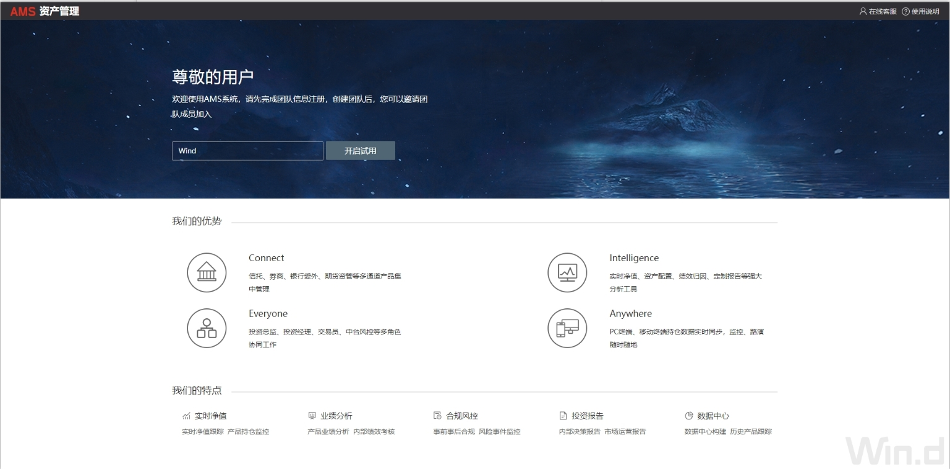 AMS 资产管理
在线客服 使用说明
尊敬的用户
欢迎使用AMS系统，请先完成团队信息注册，创建团队后，您可以邀请团
队成员加入
Wind 开启试用
我们的优势
Connect
信托、券商、银行委外、期货资管等多通道产品集
中管理
Intelligence
实时净值、资产配置、绩效归因、定制报告等强大
分析工具
Everyone
投资总监、投资经理、交易员、中台风控等多角色
协同工作
Anywhere
PC终端、移动终端持仓数据实时同步，监控、路演
随时随地
我们的特点
实时净值
实时净值跟踪 产品持仓监控
业绩分析
产品业绩分析 内部绩效考核
合规风控
事前事后合规 风险事件监控
投资报告
内部决策报告 市场运营报告
数据中心
数据中心构建 历史产品跟踪
Win.d